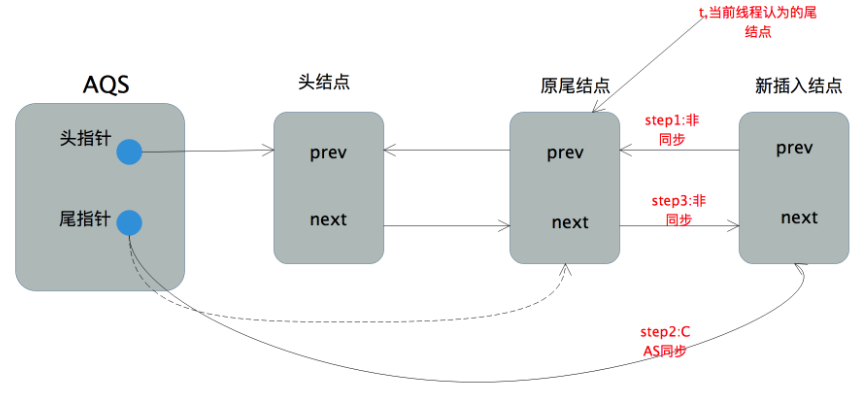 t,当前线程认为的尾
结点
AQS
头结点
原尾结点
新插入结点
头指针
prev
prev
step1:非
同步
prev
尾指针
next
next
step3:非
同步
next
step2:C
AS同步